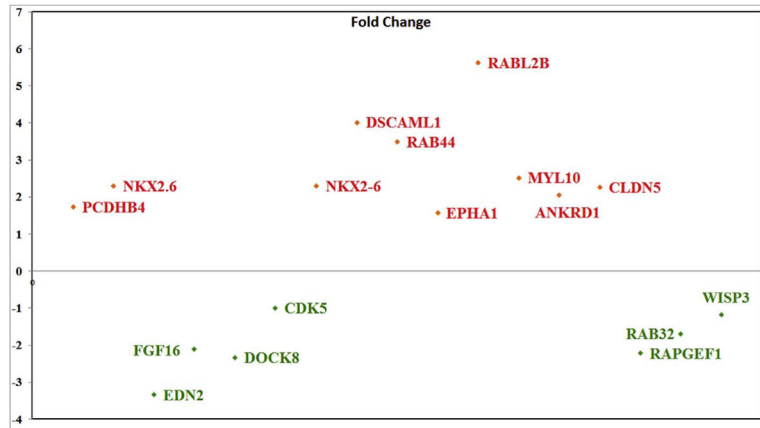 Fold Change
7
6
5
4
3
2
1
0
-1
-2
-3
-4
0
RABL2B
DSCAML1
RAB44
NKX2.6
NKX2-6
MYL10
CLDN5
PCDHB4
EPHA1
ANKRD1
WISP3
CDK5
RAB32
FGF16
DOCK8
RAPGEF1
EDN2